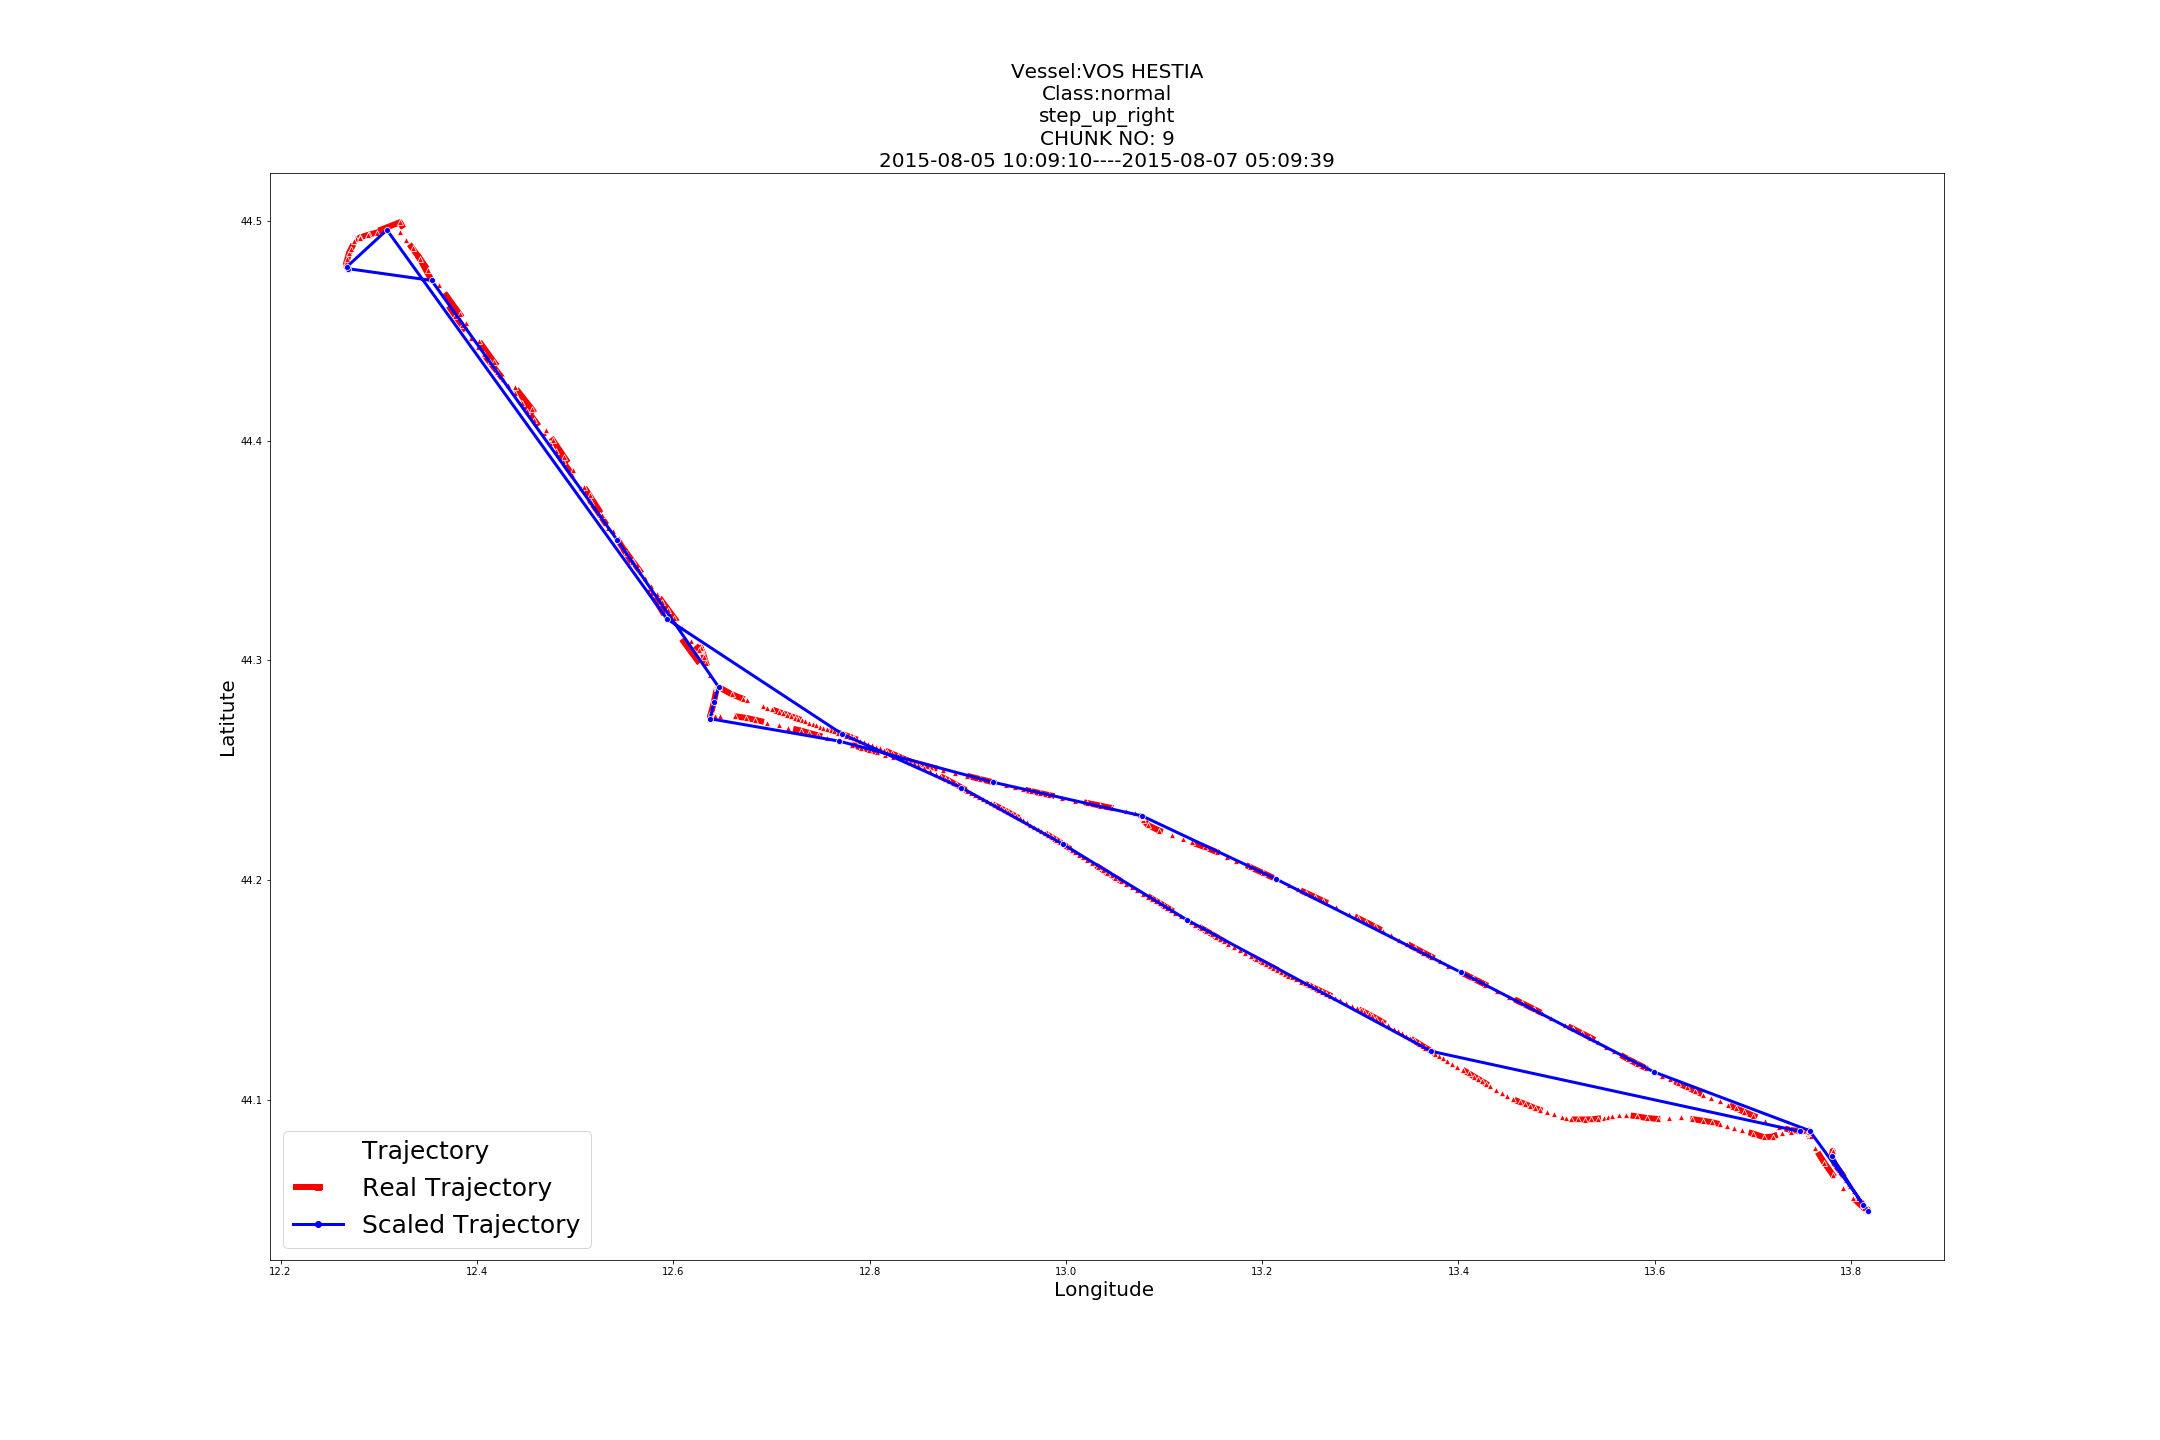 Vessel:VOS HESTIA
Class:normal
step_up_right
CHUNK NO: 9
2015-08-05 10:09:10----2015-08-07 05:09:39
Latitute
44.5
44.4
44.3
44.2
44.1
Trajectory
Real Trajectory
Scaled Trajectory
12.2 12.4 12.6 12.8 13.0 13.2 13.4 13.6 13.8
Longitude